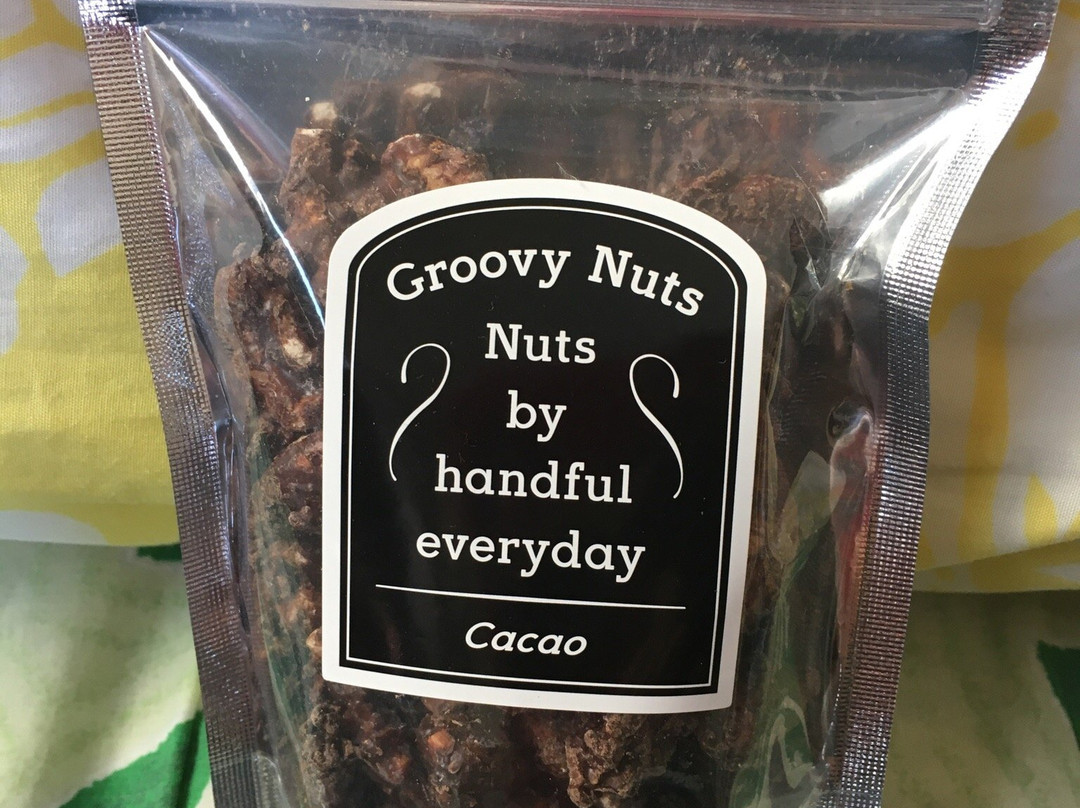 Groovy Nuts
Nuts
by
handful
everyday
Cacao